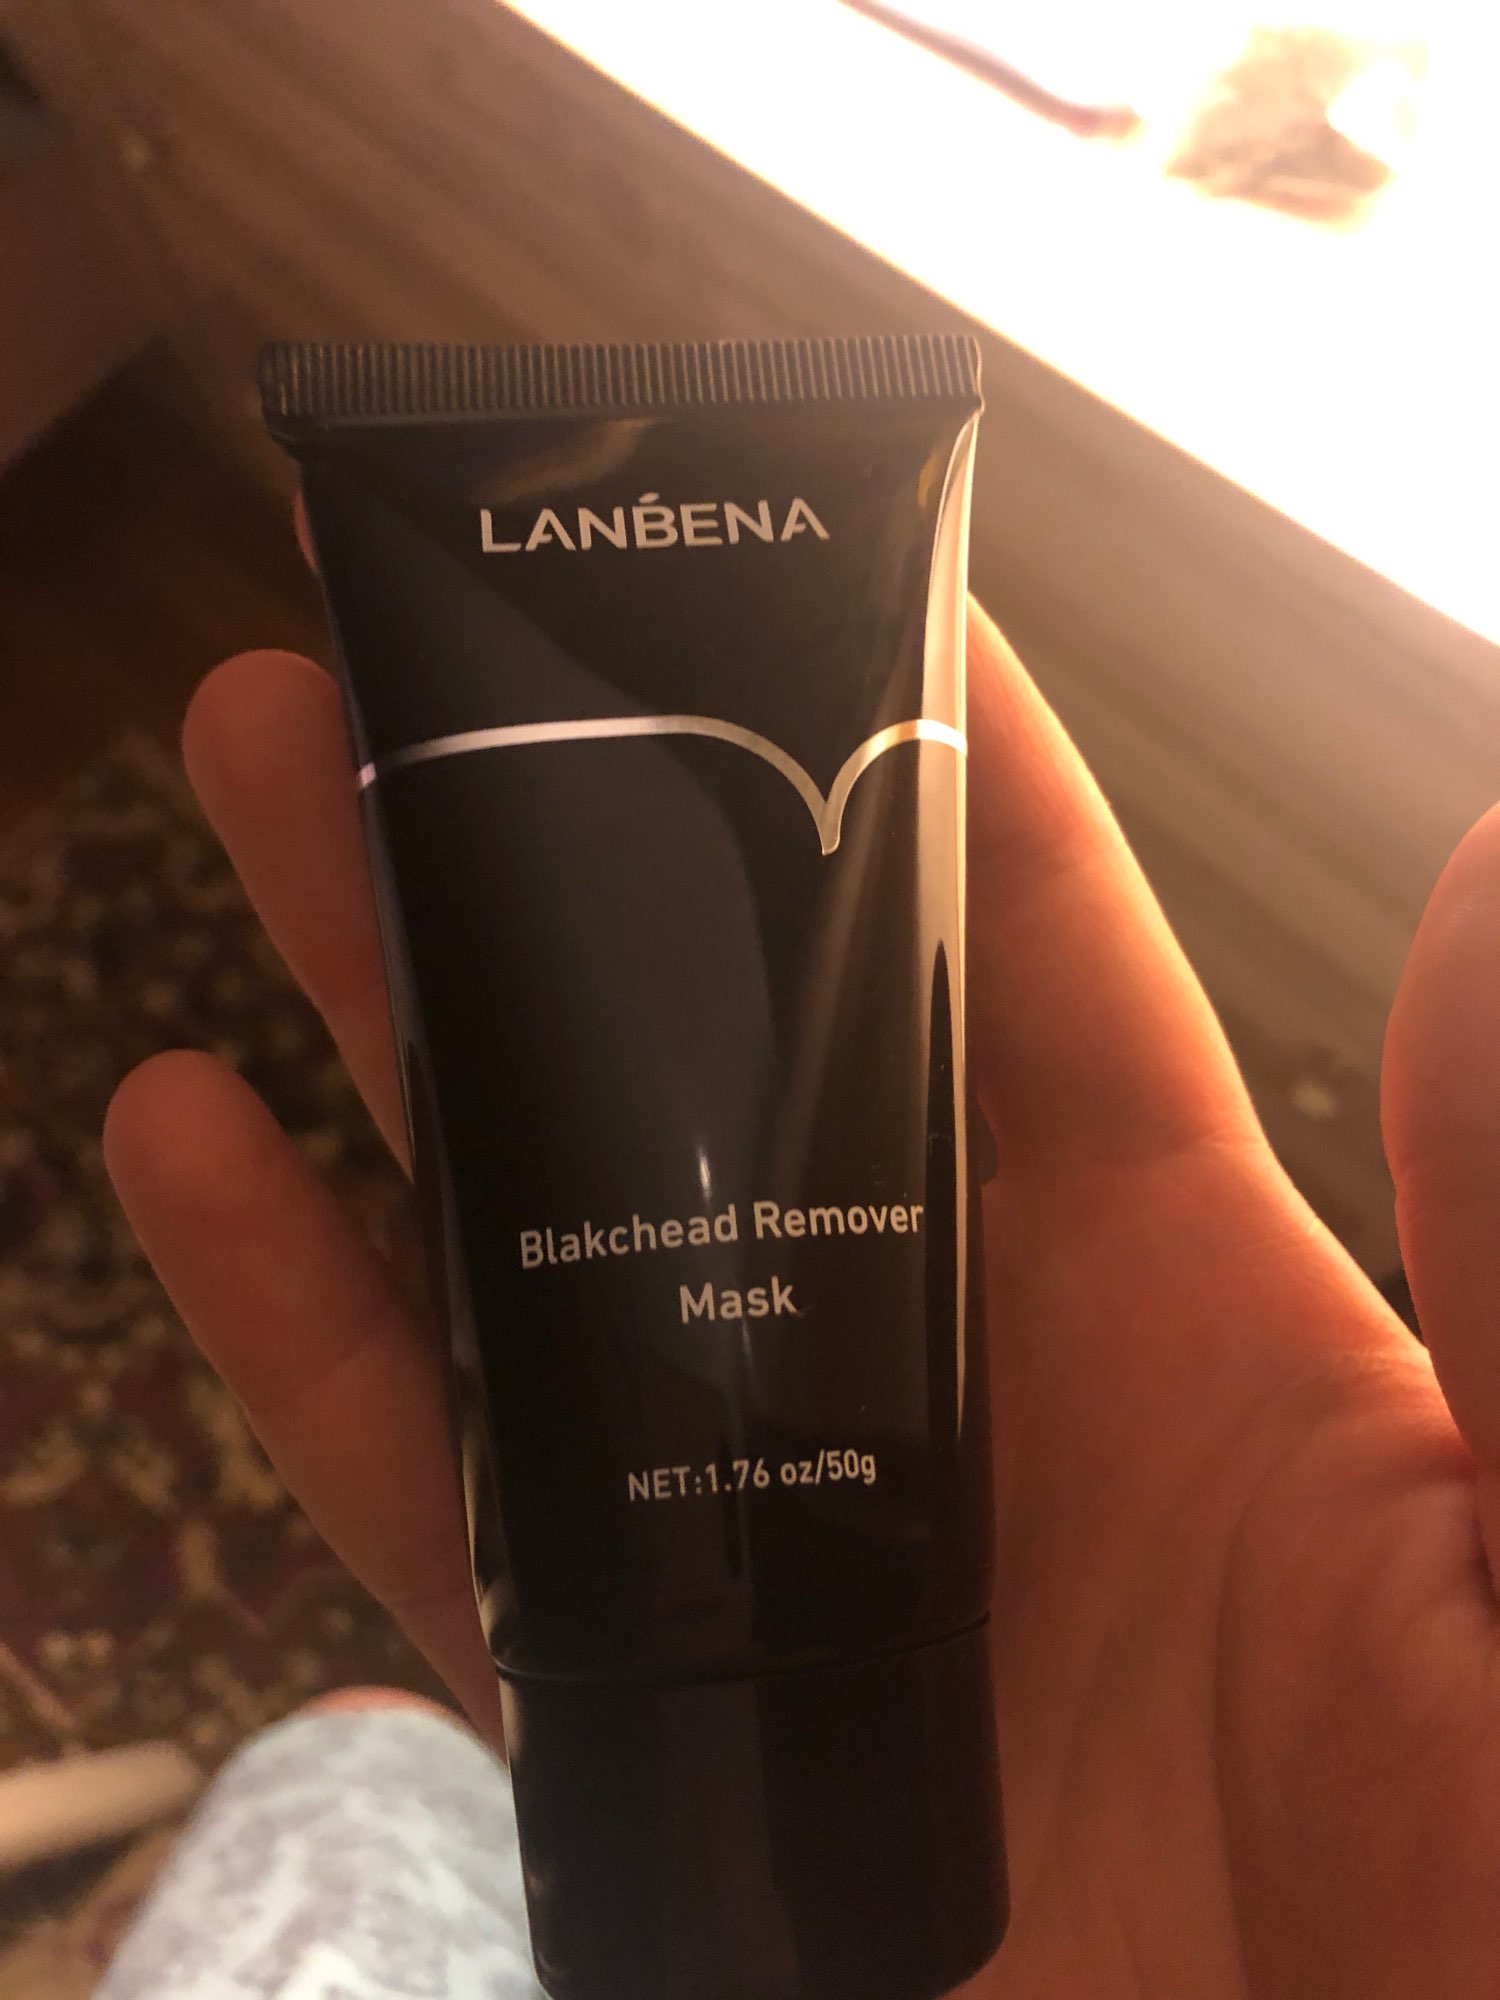 LANBENA
Blakchead Remover
Mask
NET:1.76 oz/50g